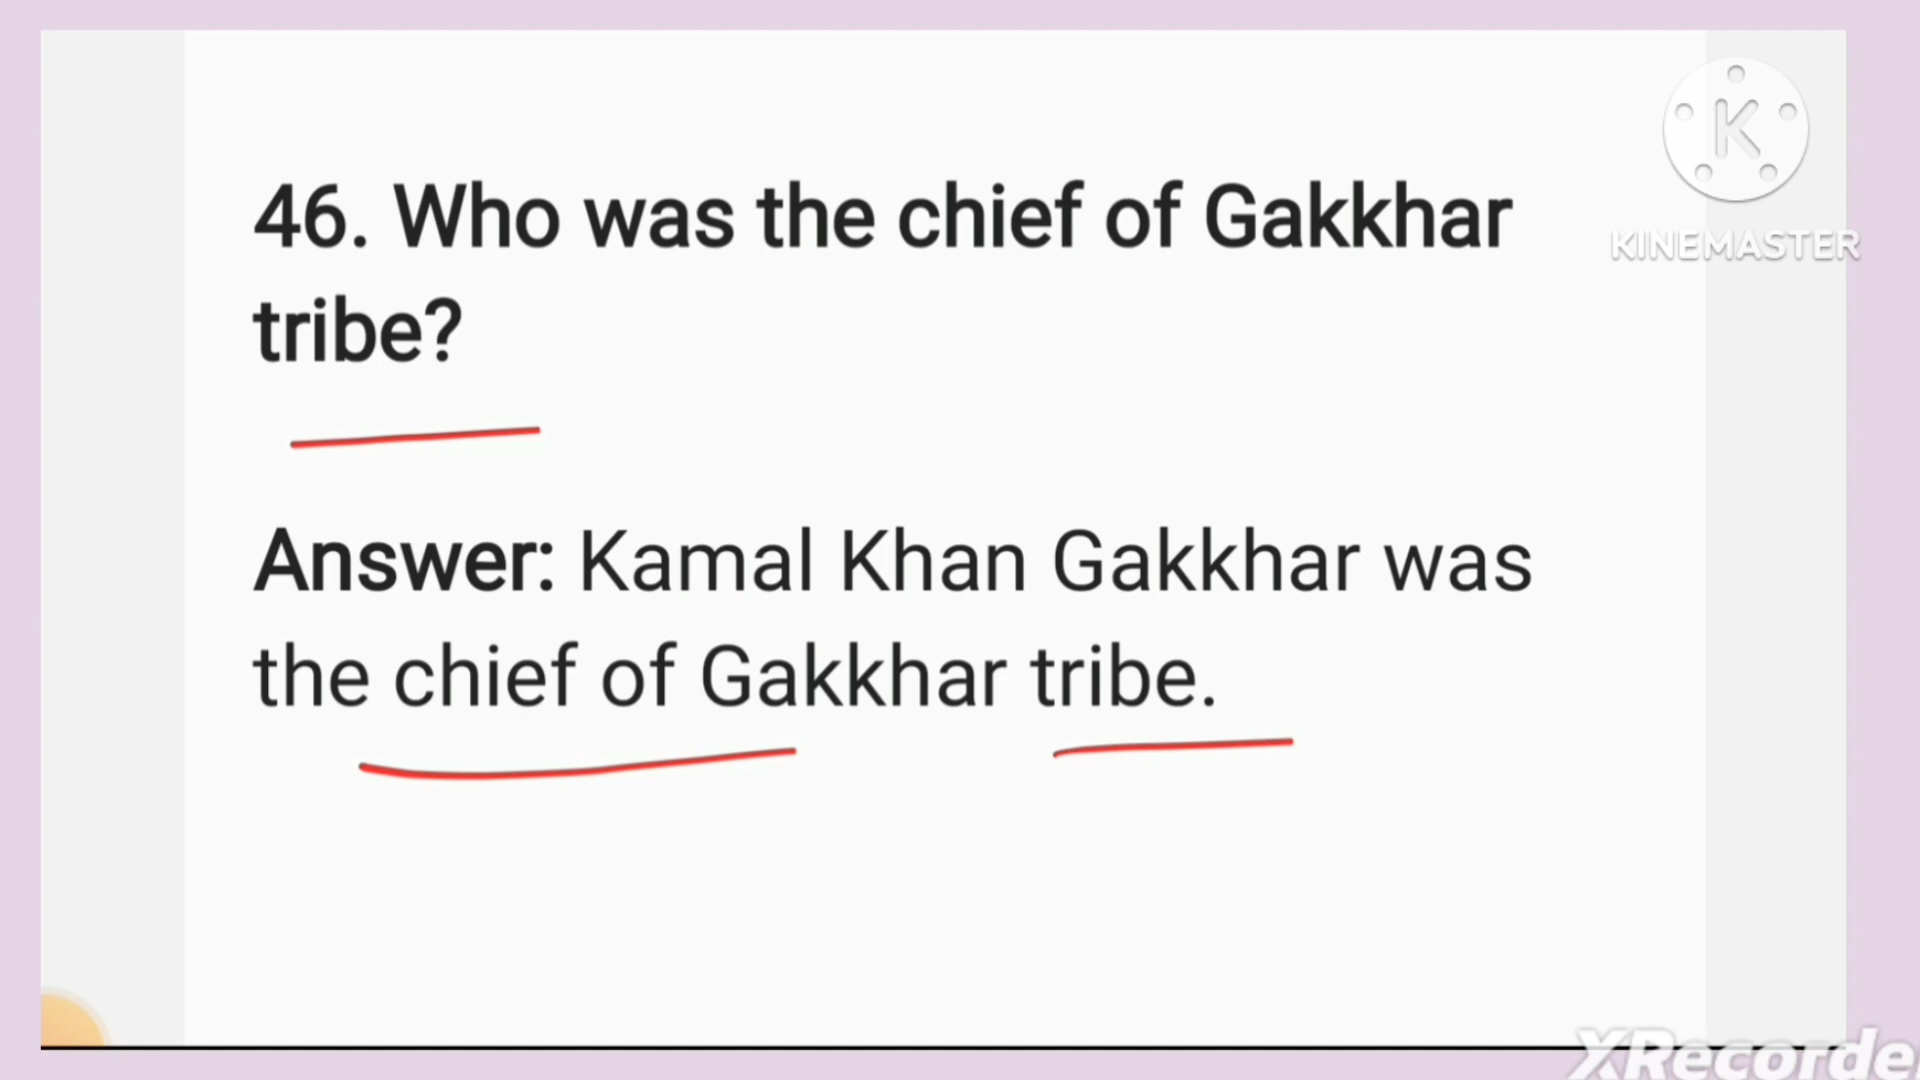 K
KINEMASTER
46. Who was the chief of Gakkhar
tribe?
Answer: Kamal Khan Gakkhar was
the chief of Gakkhar tribe.
XRecorde